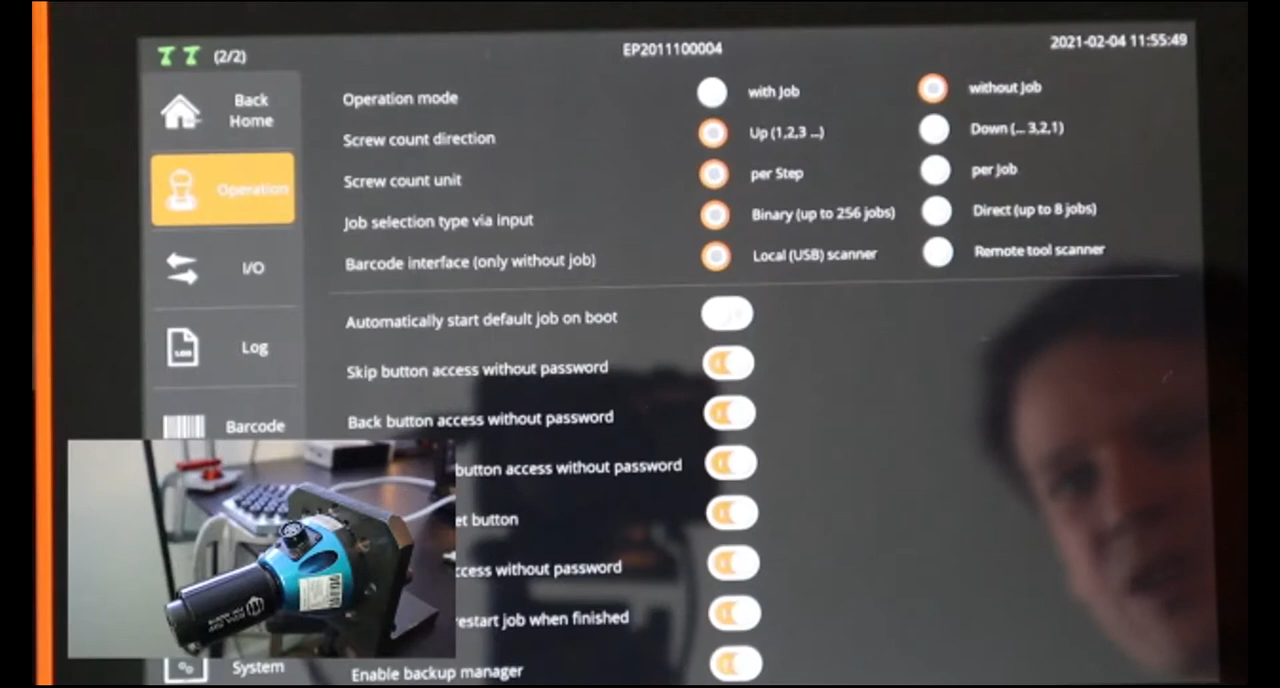 (2/2) EP2011100004 2021-02-04 11:55:49
Back Home
Operation
I/O
Log
Barcode
System
Operation mode with Job without Job
Screw count direction Up (1,2,3 ...) Down (... 3,2,1)
Screw count unit per Step per Job
Job selection type via input Binary (up to 256 jobs) Direct (up to 8 jobs)
Barcode interface (only without job) Local (USB) scanner Remote tool scanner
Automatically start default job on boot
Skip button access without password
Back button access without password
button access without password
et button
ccess without password
estart job when finished
Enable backup manager